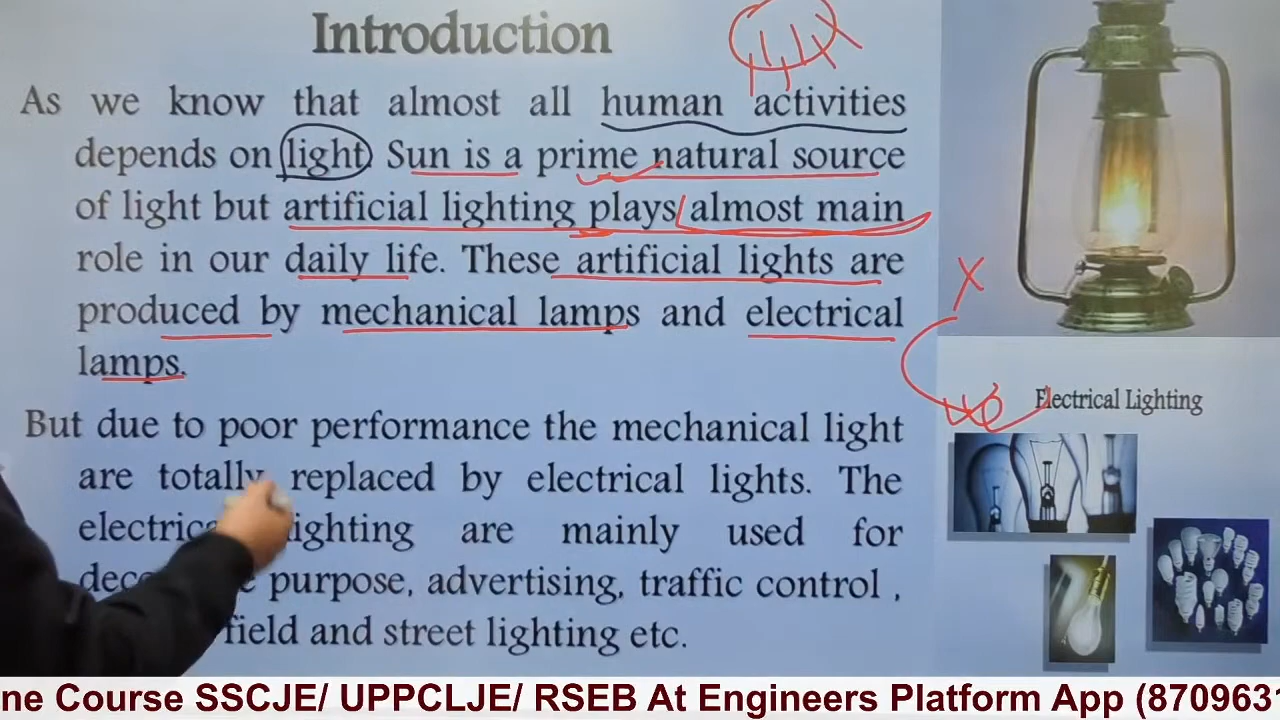 Introduction
As we know that almost all human activities
depends on light Sun is a prime natural source
of light but artificial lighting plays almost main
role in our daily life. These artificial lights are
produced by mechanical lamps and electrical
lamps.
But due to poor performance the mechanical light
are totally replaced by electrical lights. The
lighting are mainly used for
purpose, advertising, traffic control ,
field and street lighting etc.
Electrical Lighting
ne Course SSCJE/ UPPCLJE/ RSEB At Engineers Platform App (870963